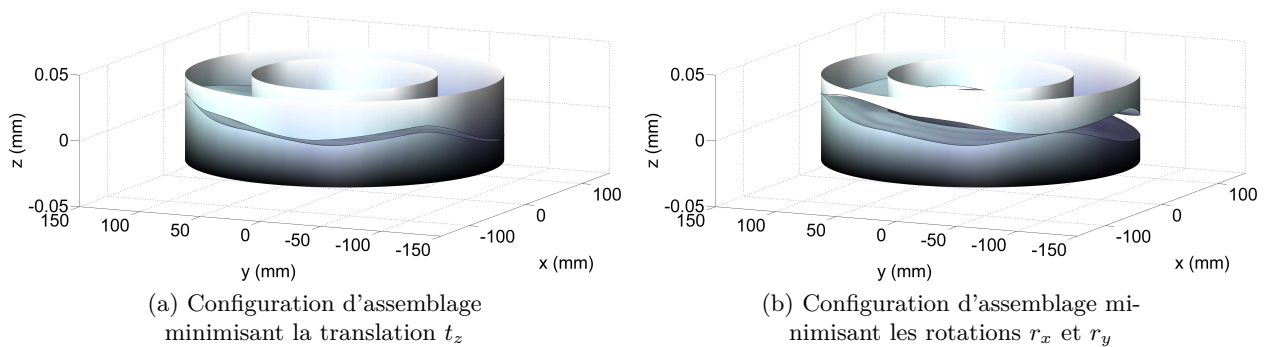 0.05
0
-0.05
z (mm)
150
100
50
0
-50
-100
-150
y (mm)
-100
0
100
x (mm)
(a) Configuration d'assemblage
minimisant la translation t_z
0.05
0
-0.05
z (mm)
150
100
50
0
-50
-100
-150
y (mm)
-100
0
100
x (mm)
(b) Configuration d'assemblage mi-
nimisant les rotations r_x et r_y